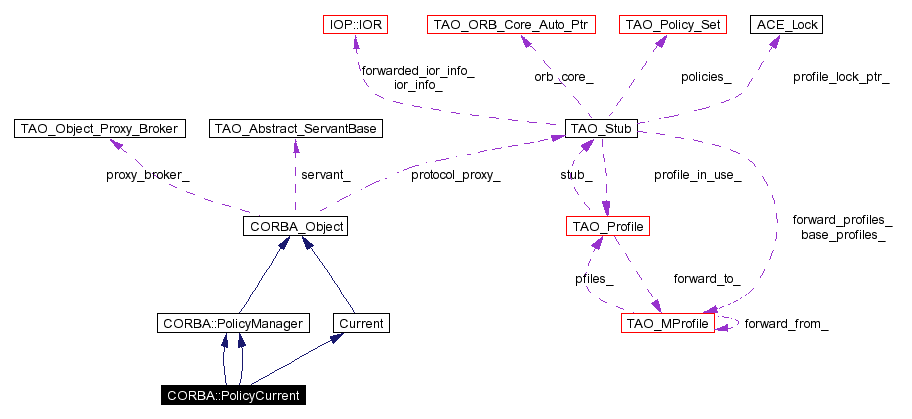 IOP::IOR
TAO_ORB_Core_Auto_Ptr
TAO_Policy_Set
ACE_Lock
forwarded_ior_info_
ior_info_
orb_core_
policies_
profile_lock_ptr_
TAO_Object_Proxy_Broker
TAO_Abstract_ServantBase
TAO_Stub
proxy_broker_
servant_
protocol_proxy_
stub_
profile_in_use_
forward_profiles_
base_profiles_
CORBA_Object
TAO_Profile
pfiles_
forward_to_
CORBA::PolicyManager
Current
TAO_MProfile
forward_from_
CORBA::PolicyCurrent